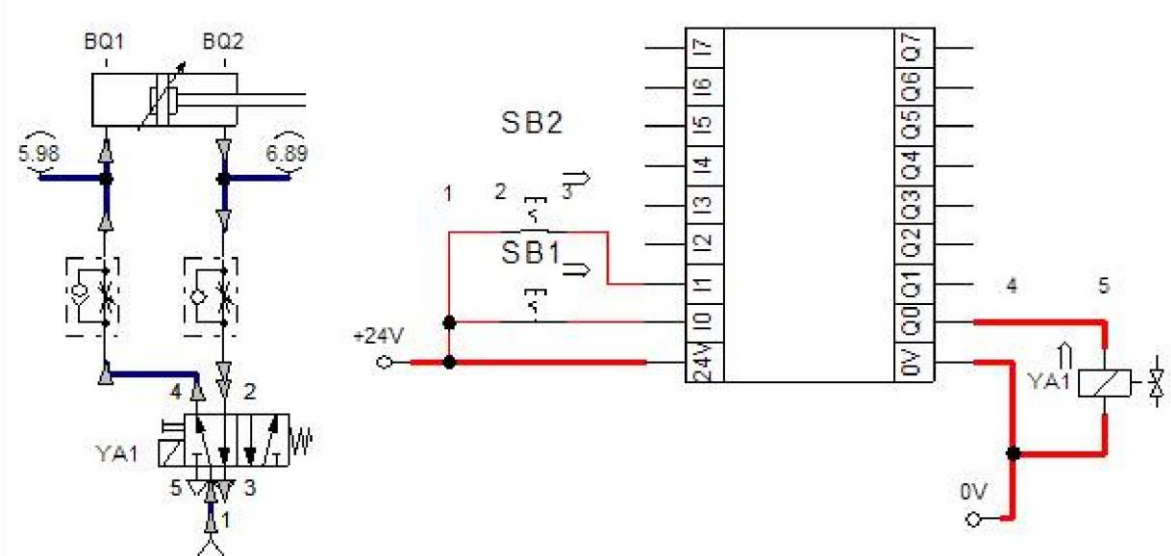 BQ1 BQ2
5.98 6.89
4 2
YA1
5 3
1
SB2
1 2 3
SB1
+24V
I7 Q7
I6 Q6
I5 Q5
I4 Q4
I3 Q3
I2 Q2
I1 Q1
I0 Q0
24V 0V
4 5
YA1
0V